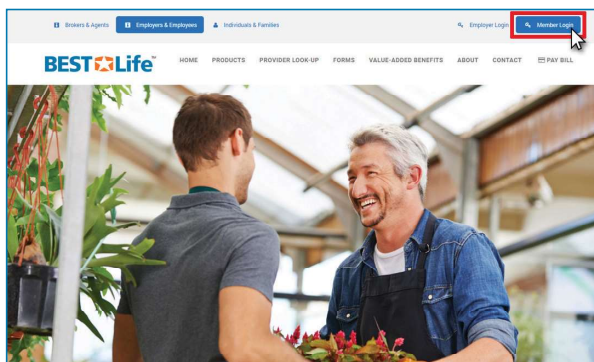 Brokers & Agents Employers & Employees Individuals & Families Employer Login Member Login
BEST Life™ HOME PRODUCTS PROVIDER LOOK-UP FORMS VALUE-ADDED BENEFITS ABOUT CONTACT PAY BILL